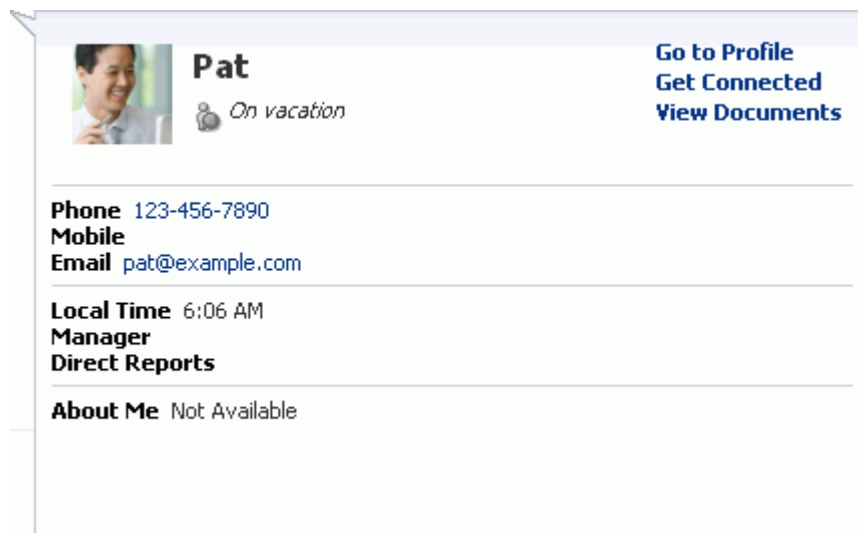 Pat
On vacation
Go to Profile
Get Connected
View Documents
Phone 123-456-7890
Mobile
Email pat@example.com
Local Time 6:06 AM
Manager
Direct Reports
About Me Not Available